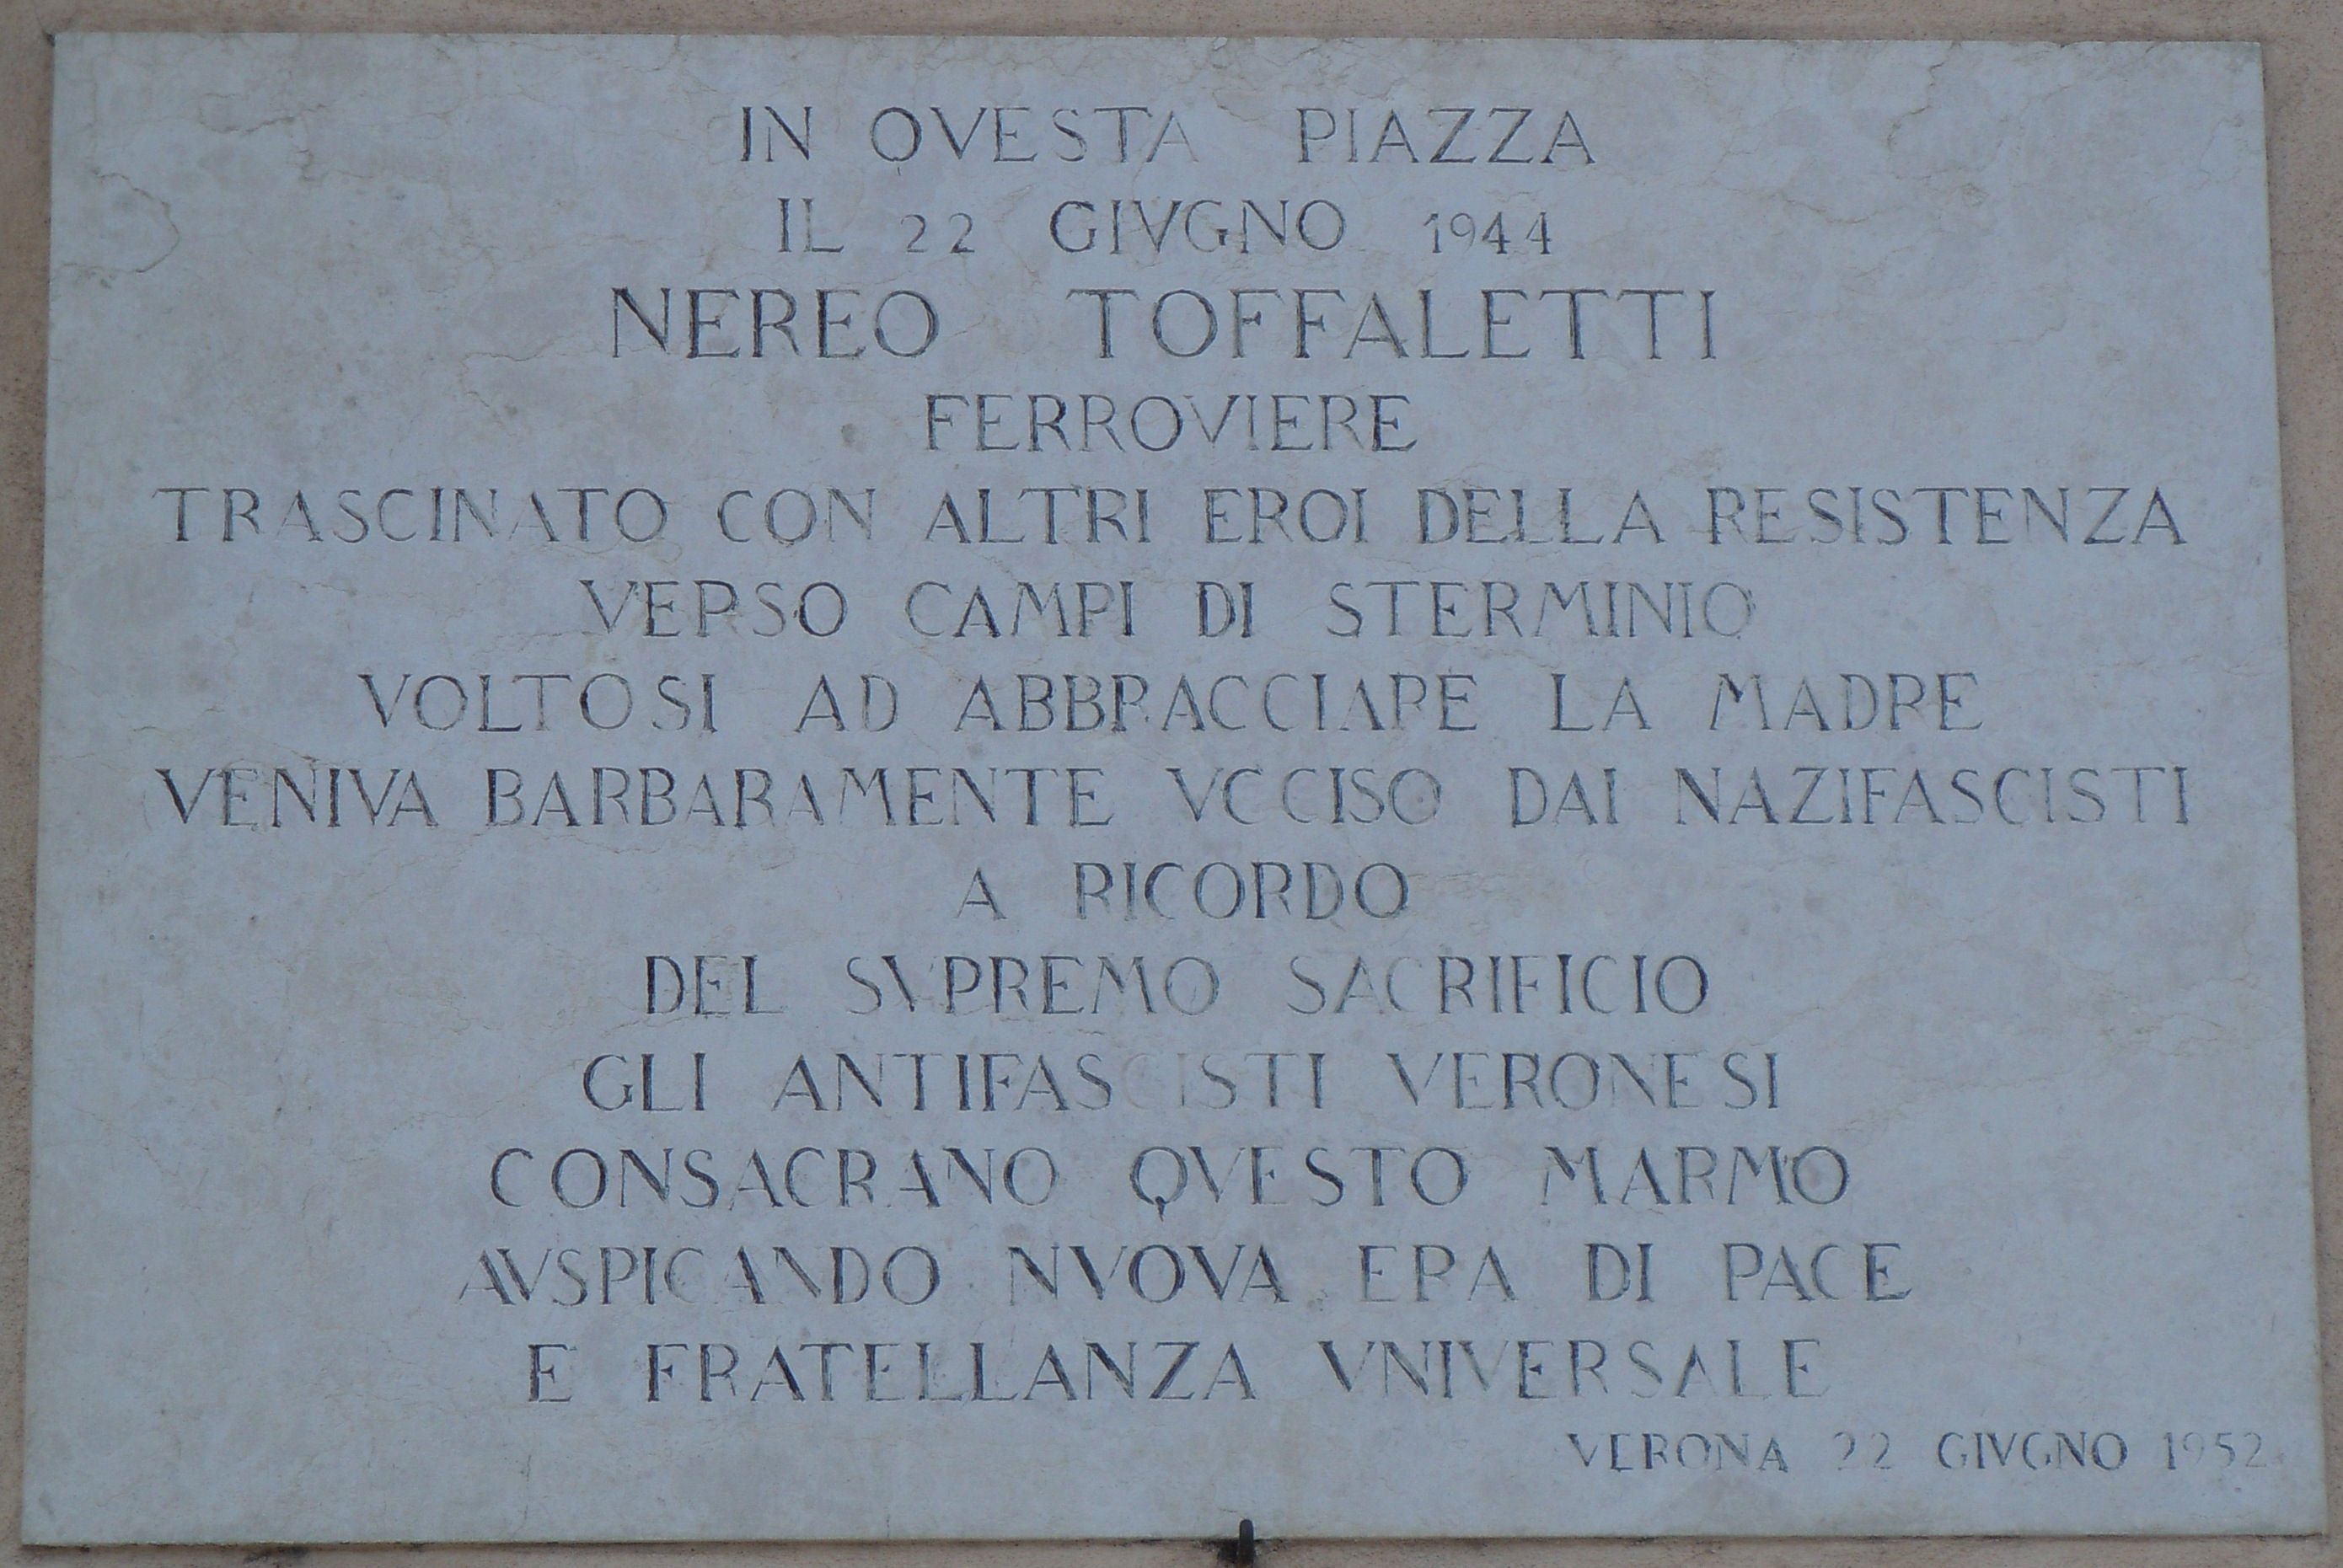 IN QVESTA PIAZZA
IL 22 GIVGNO 1944
NEREO TOFFALETTI
FERROVIERE
TRASCINATO CON ALTRI EROI DELLA RESISTENZA
VERSO CAMPI DI STERMINIO
VOLTOSI AD ABBRACCIARE LA MADRE
VENIVA BARBARAMENTE VCCISO DAI NAZIFASCISTI
A RICORDO
DEL SVPREMO SACRIFICIO
GLI ANTIFASCISTI VERONESI
CONSACRANO QVESTO MARMO
AVSPICANDO NVOVA ERA DI PACE
E FRATELLANZA VNIVERSALE
VERONA 22 GIVGNO 1952